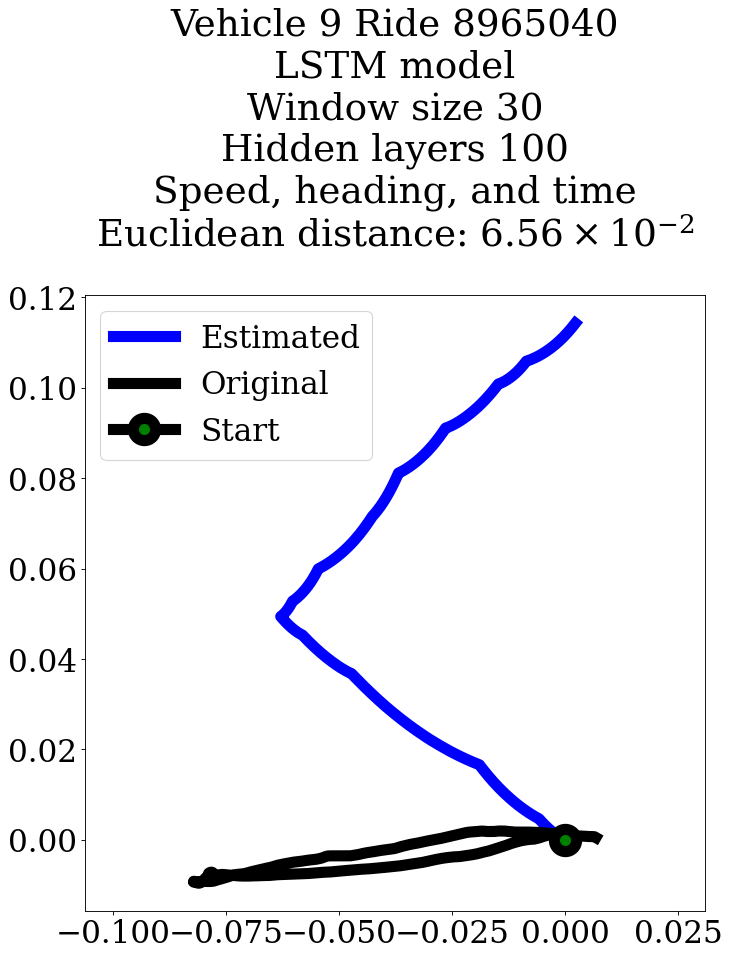 Vehicle 9 Ride 8965040
LSTM model
Window size 30
Hidden layers 100
Speed, heading, and time
Euclidean distance: 6.56 × 10⁻²
Estimated
Original
Start
0.12
0.10
0.08
0.06
0.04
0.02
0.00
−0.100 −0.075 −0.050 −0.025 0.000 0.025